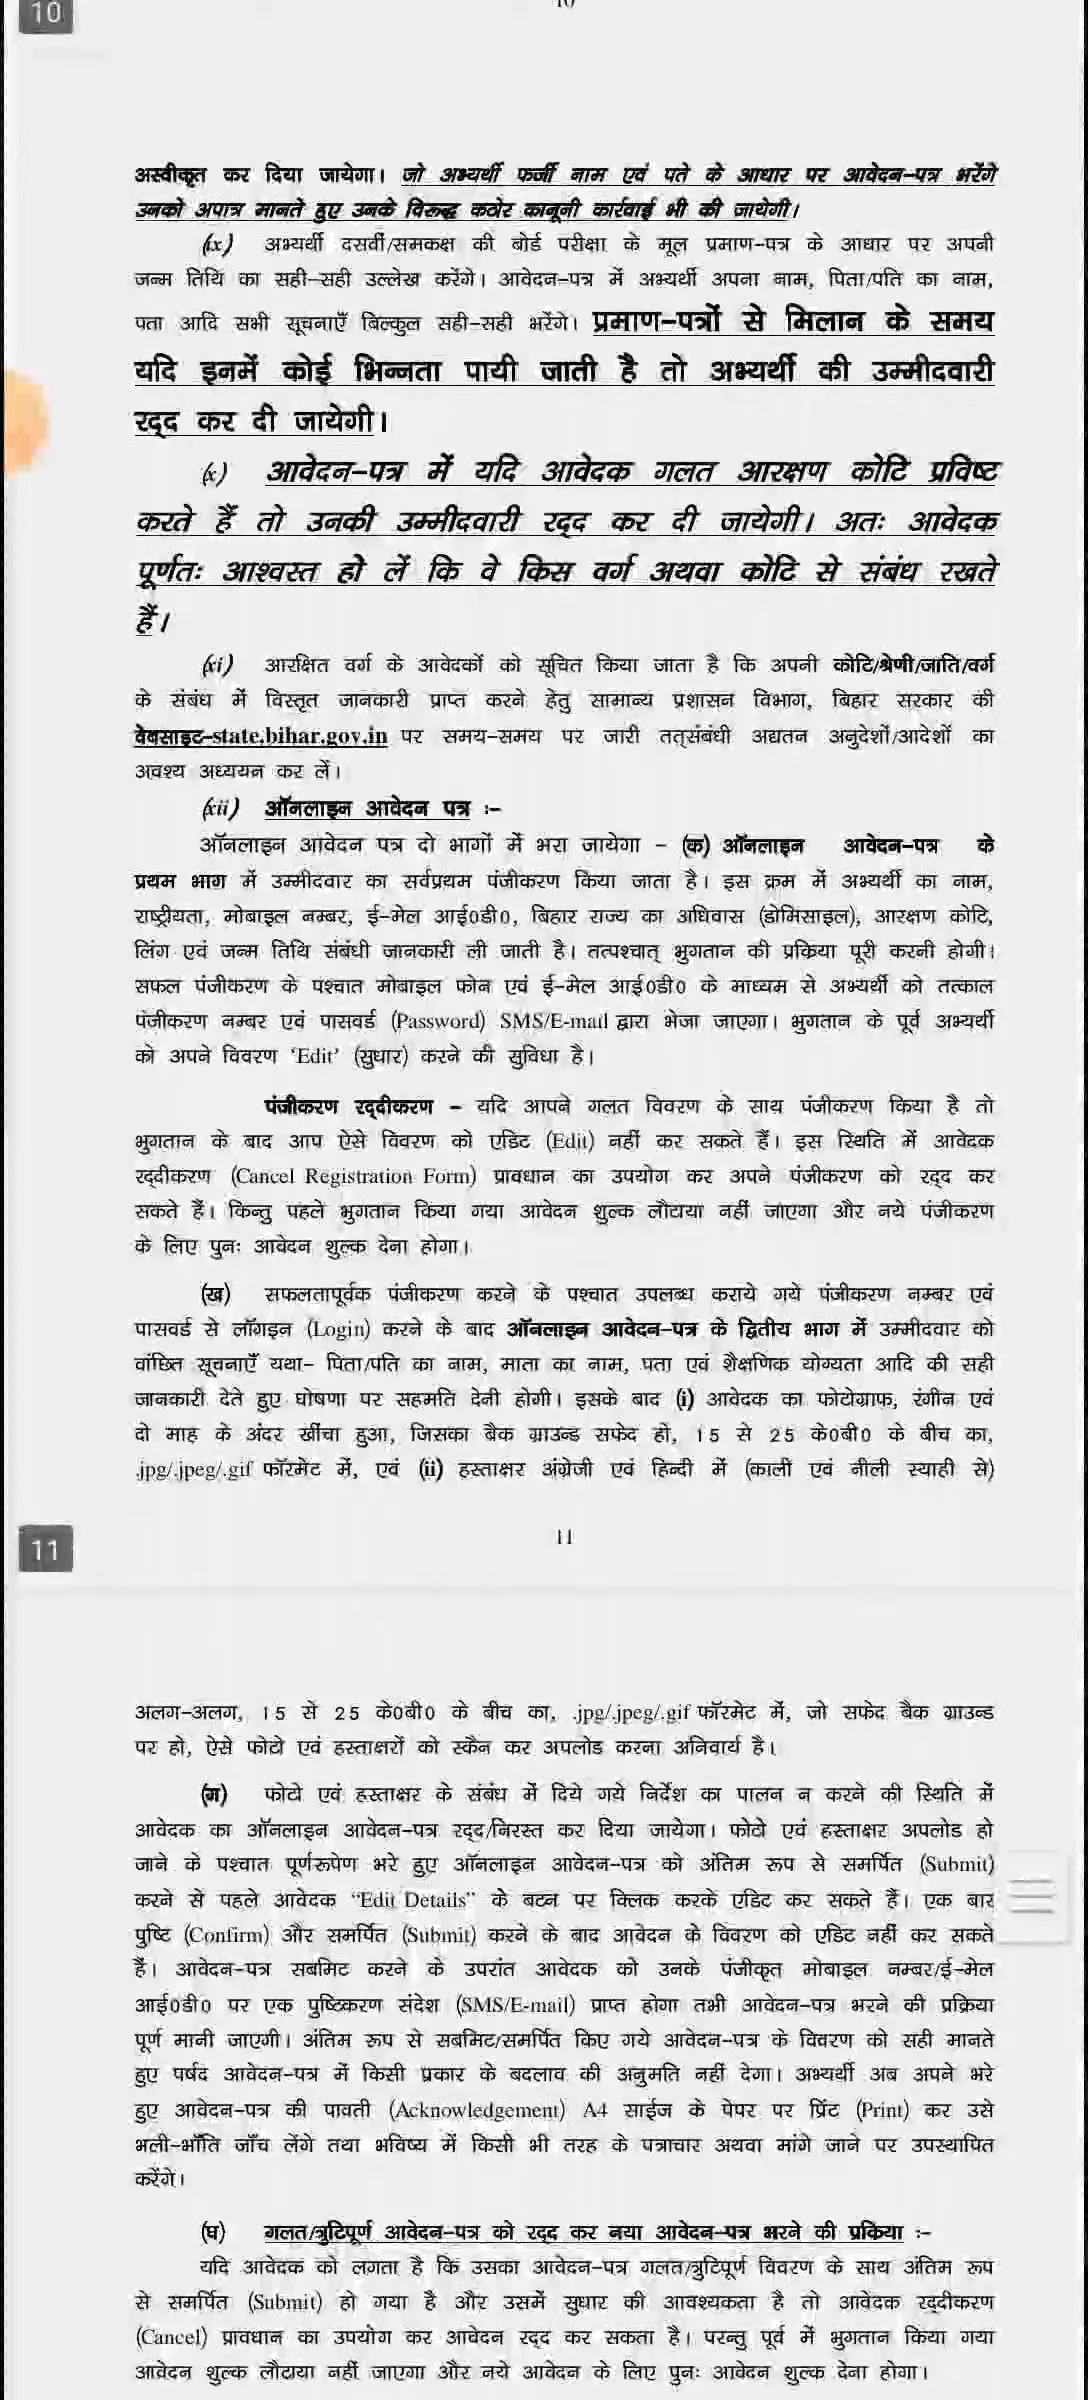 10
10
अस्वीकृत कर दिया जायेगा। जो अभ्यर्थी फर्जी नाम एवं पते के आधार पर आवेदन-पत्र भरेंगे
उनको अपात्र मानते हुए उनके विरूद्ध कठोर कानूनी कार्रवाई भी की जायेगी।
(ix) अभ्यर्थी दसवीं/समकक्ष की बोर्ड परीक्षा के मूल प्रमाण-पत्र के आधार पर अपनी
जन्म तिथि का सही-सही उल्लेख करेंगे। आवेदन-पत्र में अभ्यर्थी अपना नाम, पिता/पति का नाम,
पता आदि सभी सूचनाएँ बिल्कुल सही-सही भरेंगे। प्रमाण-पत्रों से मिलान के समय
यदि इनमें कोई भिन्नता पायी जाती है तो अभ्यर्थी की उम्मीदवारी
रद्द कर दी जायेगी।
(x) आवेदन-पत्र में यदि आवेदक गलत आरक्षण कोटि प्रविष्ट
करते हैं तो उनकी उम्मीदवारी रद्द कर दी जायेगी। अतः आवेदक
पूर्णतः आश्वस्त हो लें कि वे किस वर्ग अथवा कोटि से संबंध रखते
हैं।
(xi) आरक्षित वर्ग के आवेदकों को सूचित किया जाता है कि अपनी कोटि/श्रेणी/जाति/वर्ग
के संबंध में विस्तृत जानकारी प्राप्त करने हेतु सामान्य प्रशासन विभाग, बिहार सरकार की
वेबसाइट-state.bihar.gov.in पर समय-समय पर जारी तत्संबंधी अद्यतन अनुदेशों/आदेशों का
अवश्य अध्ययन कर लें।
(xii) ऑनलाइन आवेदन पत्र :-
ऑनलाइन आवेदन पत्र दो भागों में भरा जायेगा - (क) ऑनलाइन आवेदन-पत्र के
प्रथम भाग में उम्मीदवार का सर्वप्रथम पंजीकरण किया जाता है। इस क्रम में अभ्यर्थी का नाम,
राष्ट्रीयता, मोबाइल नम्बर, ई-मेल आई0डी0, बिहार राज्य का अधिवास (डोमिसाइल), आरक्षण कोटि,
लिंग एवं जन्म तिथि संबंधी जानकारी ली जाती है। तत्पश्चात् भुगतान की प्रक्रिया पूरी करनी होगी।
सफल पंजीकरण के पश्चात मोबाइल फोन एवं ई-मेल आई0डी0 के माध्यम से अभ्यर्थी को तत्काल
पंजीकरण नम्बर एवं पासवर्ड (Password) SMS/E-mail द्वारा भेजा जाएगा। भुगतान के पूर्व अभ्यर्थी
को अपने विवरण 'Edit' (सुधार) करने की सुविधा है।
पंजीकरण रद्दीकरण - यदि आपने गलत विवरण के साथ पंजीकरण किया है तो
भुगतान के बाद आप ऐसे विवरण को एडिट (Edit) नहीं कर सकते हैं। इस स्थिति में आवेदक
रद्दीकरण (Cancel Registration Form) प्रावधान का उपयोग कर अपने पंजीकरण को रद्द कर
सकते हैं। किन्तु पहले भुगतान किया गया आवेदन शुल्क लौटाया नहीं जाएगा और नये पंजीकरण
के लिए पुनः आवेदन शुल्क देना होगा।
(ख) सफलतापूर्वक पंजीकरण करने के पश्चात उपलब्ध कराये गये पंजीकरण नम्बर एवं
पासवर्ड से लॉगइन (Login) करने के बाद ऑनलाइन आवेदन-पत्र के द्वितीय भाग में उम्मीदवार को
वांछित सूचनाएँ यथा- पिता/पति का नाम, माता का नाम, पता एवं शैक्षणिक योग्यता आदि की सही
जानकारी देते हुए घोषणा पर सहमति देनी होगी। इसके बाद (i) आवेदक का फोटोग्राफ, रंगीन एवं
दो माह के अंदर खींचा हुआ, जिसका बैक ग्राउन्ड सफेद हो, 15 से 25 के0बी0 के बीच का,
.jpg/.jpeg/.gif फॉरमेट में, एवं (ii) हस्ताक्षर अंग्रेजी एवं हिन्दी में (काली एवं नीली स्याही से)
11
11
अलग-अलग, 15 से 25 के0बी0 के बीच का, .jpg/.jpeg/.gif फॉरमेट में, जो सफेद बैक ग्राउन्ड
पर हो, ऐसे फोटो एवं हस्ताक्षरों को स्कैन कर अपलोड करना अनिवार्य है।
(ग) फोटो एवं हस्ताक्षर के संबंध में दिये गये निर्देश का पालन न करने की स्थिति में
आवेदक का ऑनलाइन आवेदन-पत्र रद्द/निरस्त कर दिया जायेगा। फोटो एवं हस्ताक्षर अपलोड हो
जाने के पश्चात पूर्णरूपेण भरे हुए ऑनलाइन आवेदन-पत्र को अंतिम रूप से समर्पित (Submit)
करने से पहले आवेदक "Edit Details" के बटन पर क्लिक करके एडिट कर सकते हैं। एक बार
पुष्टि (Confirm) और समर्पित (Submit) करने के बाद आवेदन के विवरण को एडिट नहीं कर सकते
हैं। आवेदन-पत्र सबमिट करने के उपरांत आवेदक को उनके पंजीकृत मोबाइल नम्बर/ई-मेल
आई0डी0 पर एक पुष्टिकरण संदेश (SMS/E-mail) प्राप्त होगा तभी आवेदन-पत्र भरने की प्रक्रिया
पूर्ण मानी जाएगी। अंतिम रूप से सबमिट/समर्पित किए गये आवेदन-पत्र के विवरण को सही मानते
हुए पर्षद आवेदन-पत्र में किसी प्रकार के बदलाव की अनुमति नहीं देगा। अभ्यर्थी अब अपने भरे
हुए आवेदन-पत्र की पावती (Acknowledgement) A4 साईज के पेपर पर प्रिंट (Print) कर उसे
भली-भाँति जाँच लेंगे तथा भविष्य में किसी भी तरह के पत्राचार अथवा मांगे जाने पर उपस्थापित
करेंगे।
(घ) गलत/त्रुटिपूर्ण आवेदन-पत्र को रद्द कर नया आवेदन-पत्र भरने की प्रकिया :-
यदि आवेदक को लगता है कि उसका आवेदन-पत्र गलत/त्रुटिपूर्ण विवरण के साथ अंतिम रूप
से समर्पित (Submit) हो गया है और उसमें सुधार की आवश्यकता है तो आवेदक रद्दीकरण
(Cancel) प्रावधान का उपयोग कर आवेदन रद्द कर सकता है। परन्तु पूर्व में भुगतान किया गया
आवेदन शुल्क लौटाया नहीं जाएगा और नये आवेदन के लिए पुनः आवेदन शुल्क देना होगा।